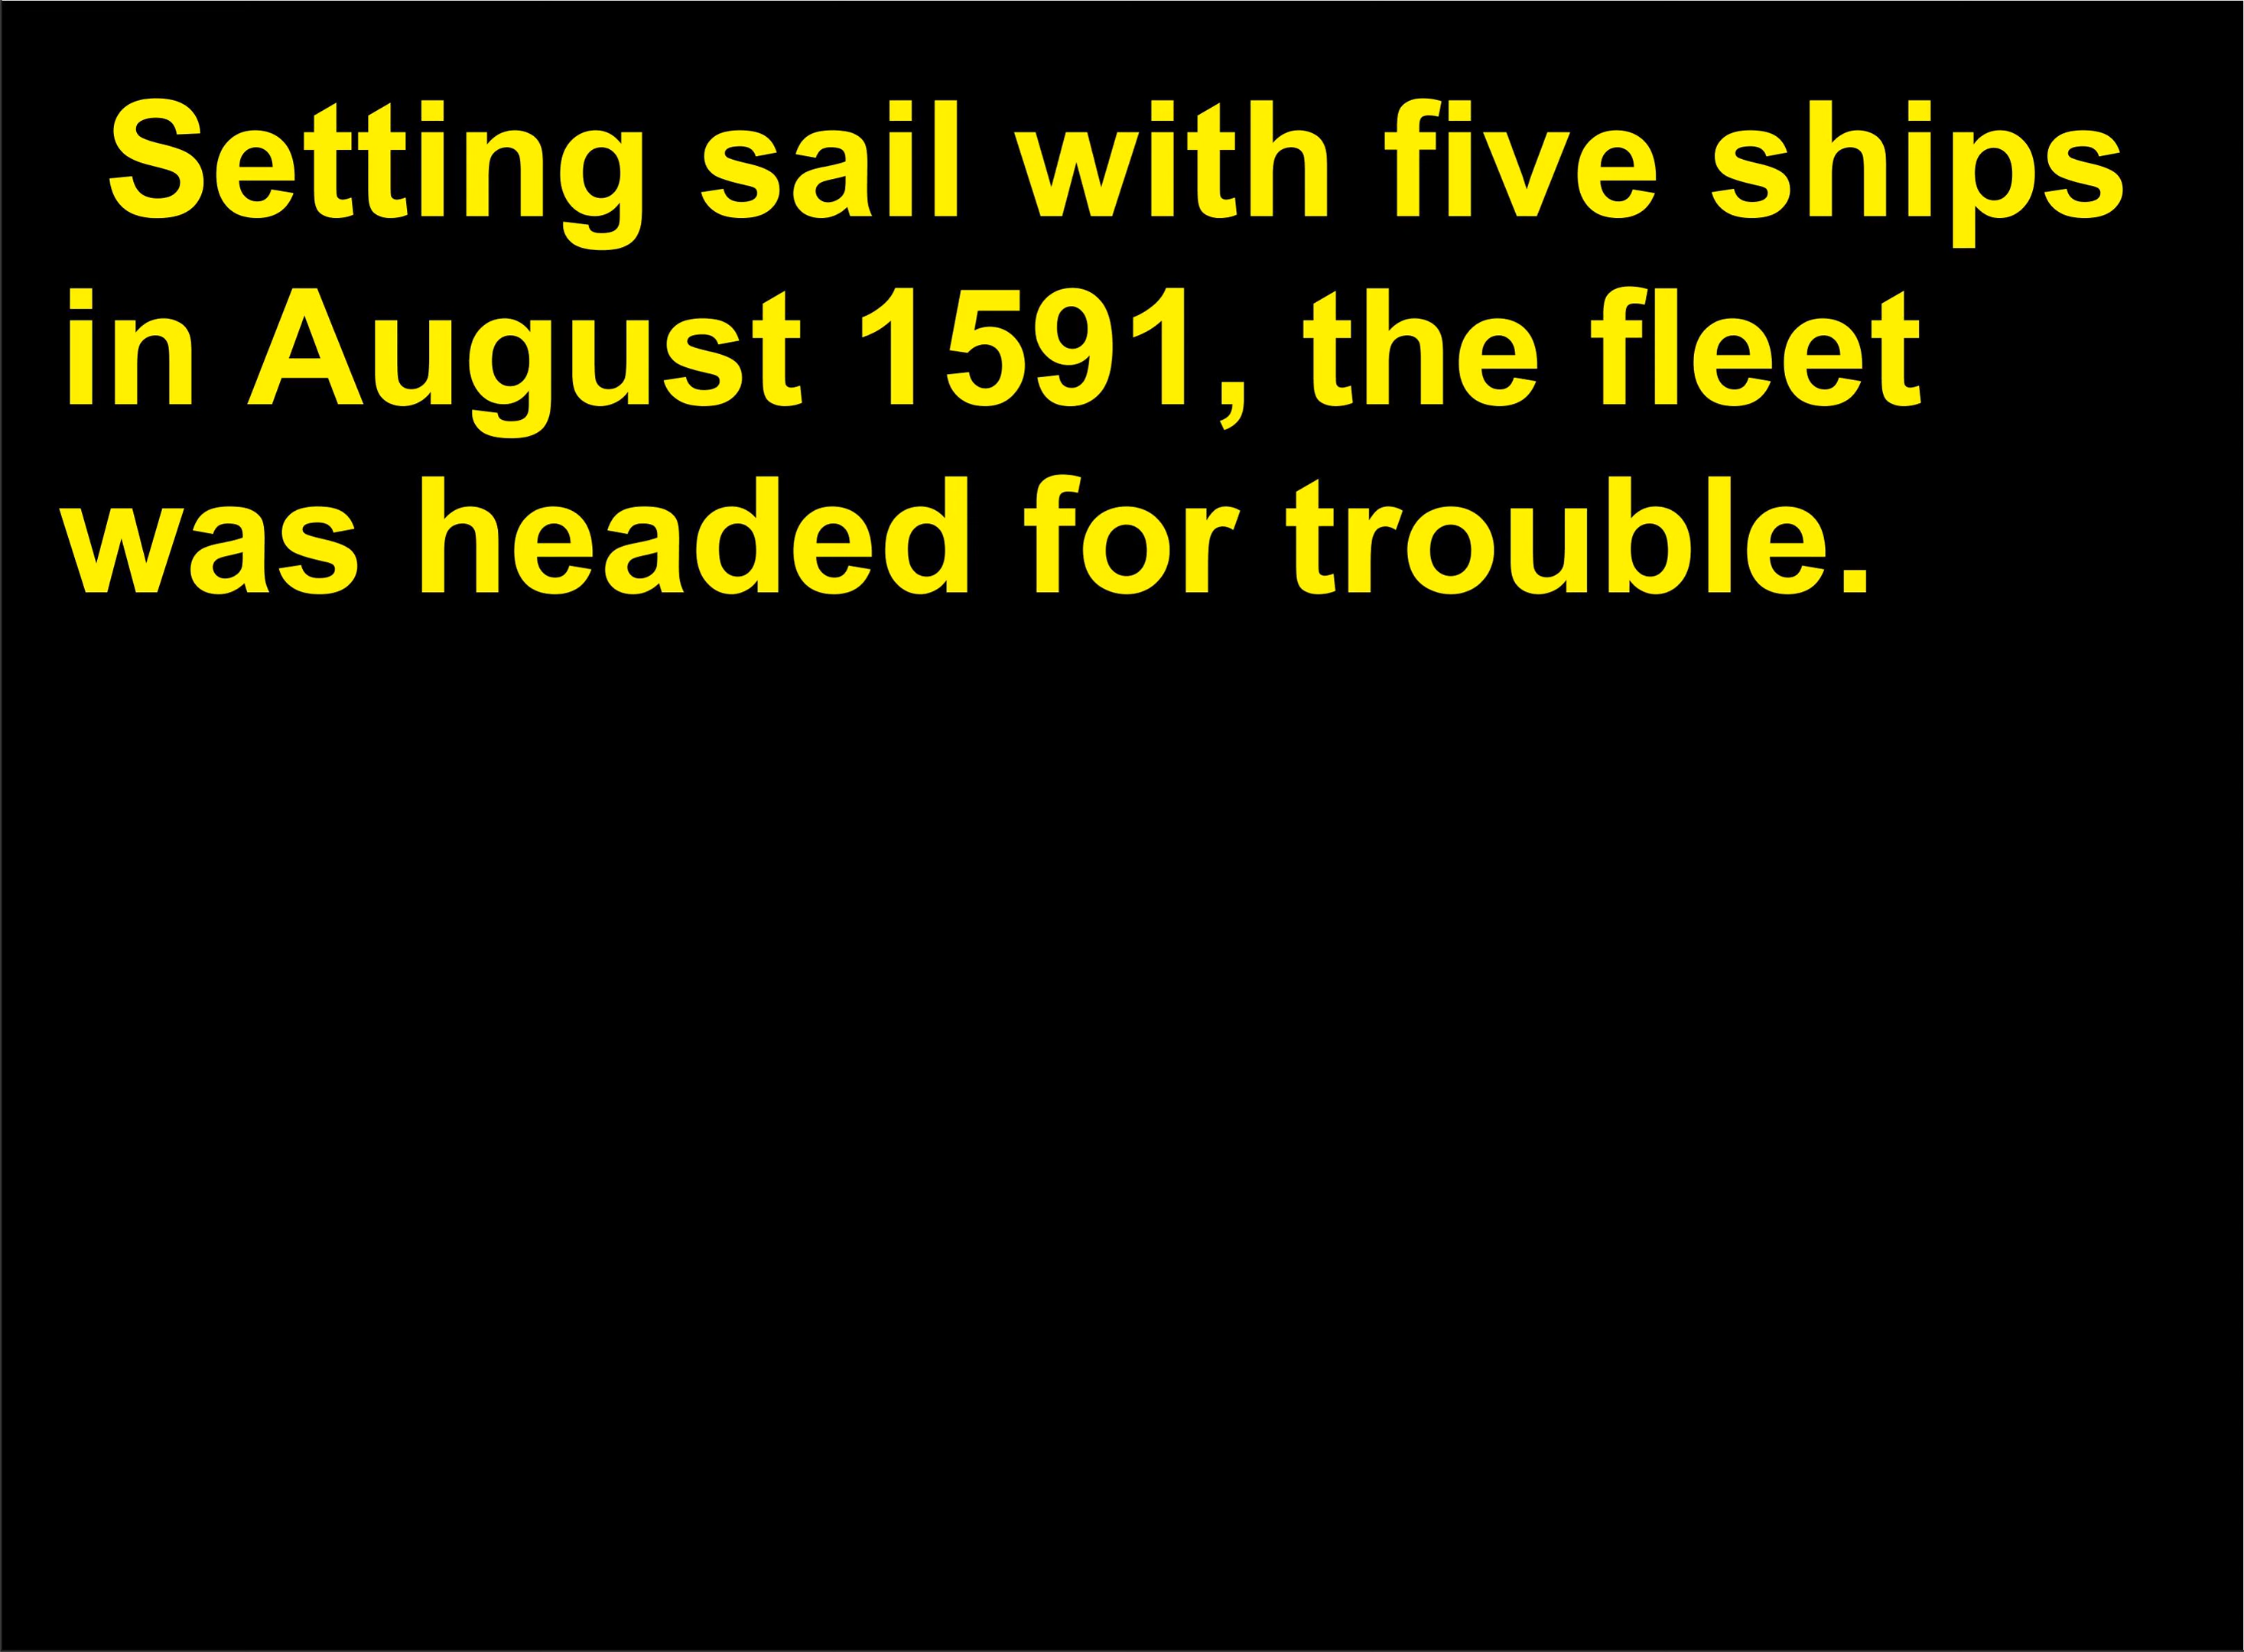 Setting sail with five ships
in August 1591, the fleet
was headed for trouble.